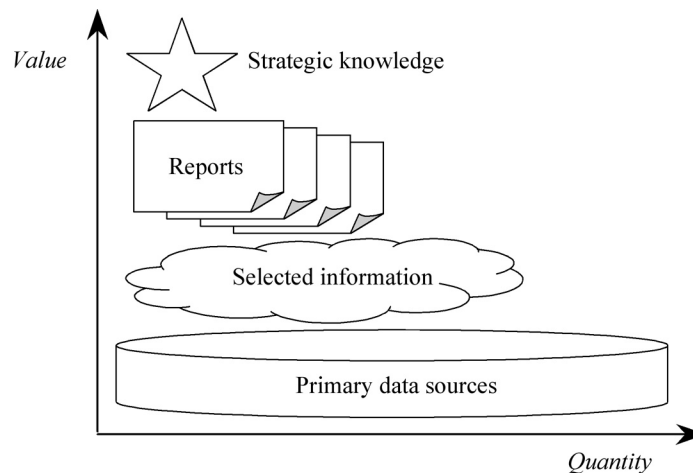 Value
Strategic knowledge
Reports
Selected information
Primary data sources
Quantity